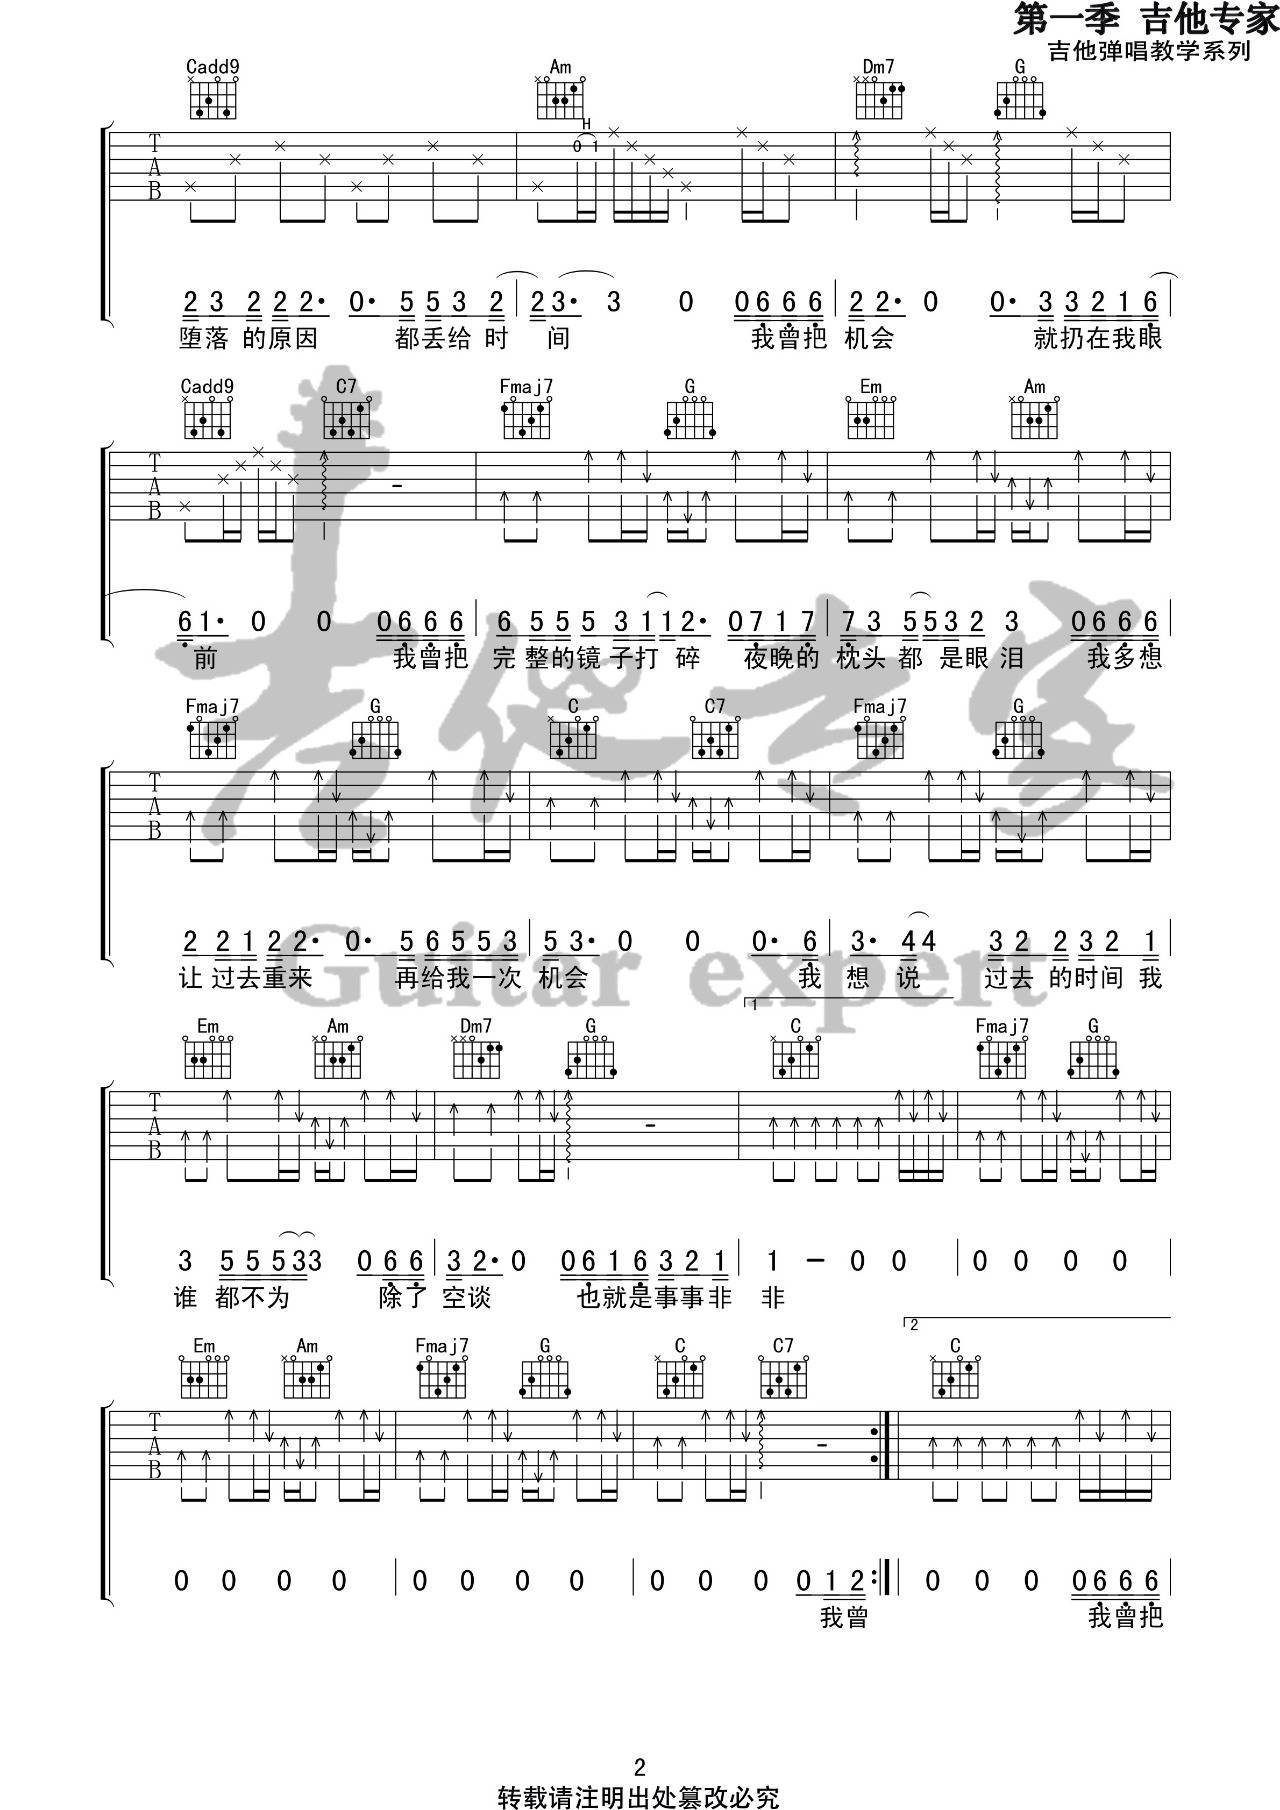 第一季 吉他专家
吉他弹唱教学系列
Cadd9 Am Dm7 G
H
0 1
T
A
B
2 3 2 2 2· 0· 5 5 3 2 | 2 3· 3 0 0 6 6 6 | 2 2· 0 0· 3 3 2 1 6 |
堕落 的原因 都丢给 时 间 我曾把 机会 就扔在我眼
Cadd9 C7 Fmaj7 G Em Am
T
A
B
6 1· 0 0 0 6 6 6 | 6 5 5 5 3 1 1 2· 0 7 1 7 | 7 3 5 5 3 2 3 0 6 6 6 |
前 我曾把 完 整的镜 子打 碎 夜晚的 枕头 都 是眼 泪 我多想
吉他专家
Fmaj7 G C C7 Fmaj7 G
T
A
B
2 2 1 2 2· 0· 5 6 5 5 3 | 5 3· 0 0 0· 6 | 3· 4 4 3 2 2 3 2 1 |
让 过去重来 再给我一次 机会 我 想 说 过去 的时间 我
Guitar expert
1
Em Am Dm7 G C Fmaj7 G
T
A
B
3 5 5 5 3 3 0 6 6 | 3 2· 0 0 6 1 6 3 2 1 | 1 - 0 0 | 0 0 0 0 |
谁 都不为 除了 空谈 也就是事事非 非
2
Em Am Fmaj7 G C C7 C
T
A
B
0 0 0 0 | 0 0 0 0 | 0 0 0 0 1 2 :| 0 0 0 0 6 6 6 |
我曾 我曾把
2
转载请注明出处篡改必究